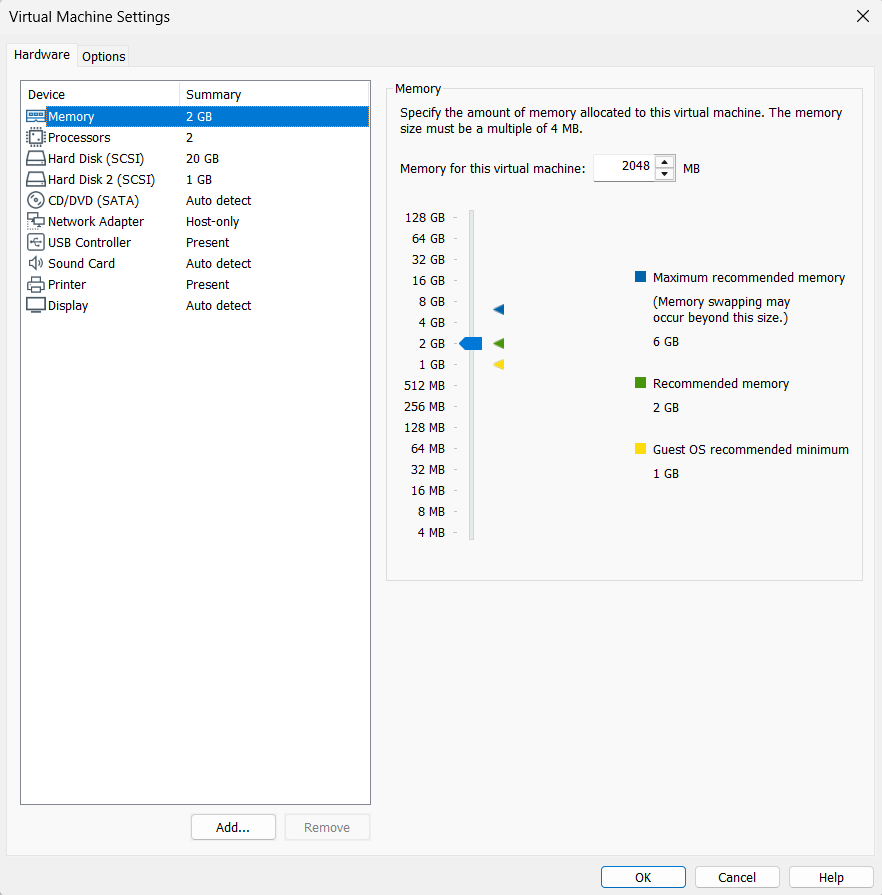 Virtual Machine Settings
Hardware
Options
Device Summary
Memory 2 GB
Processors 2
Hard Disk (SCSI) 20 GB
Hard Disk 2 (SCSI) 1 GB
CD/DVD (SATA) Auto detect
Network Adapter Host-only
USB Controller Present
Sound Card Auto detect
Printer Present
Display Auto detect
Add...
Remove
Memory
Specify the amount of memory allocated to this virtual machine. The memory
size must be a multiple of 4 MB.
Memory for this virtual machine: 2048 MB
128 GB
64 GB
32 GB
16 GB
8 GB
4 GB
2 GB
1 GB
512 MB
256 MB
128 MB
64 MB
32 MB
16 MB
8 MB
4 MB
Maximum recommended memory
(Memory swapping may
occur beyond this size.)
6 GB
Recommended memory
2 GB
Guest OS recommended minimum
1 GB
OK
Cancel
Help